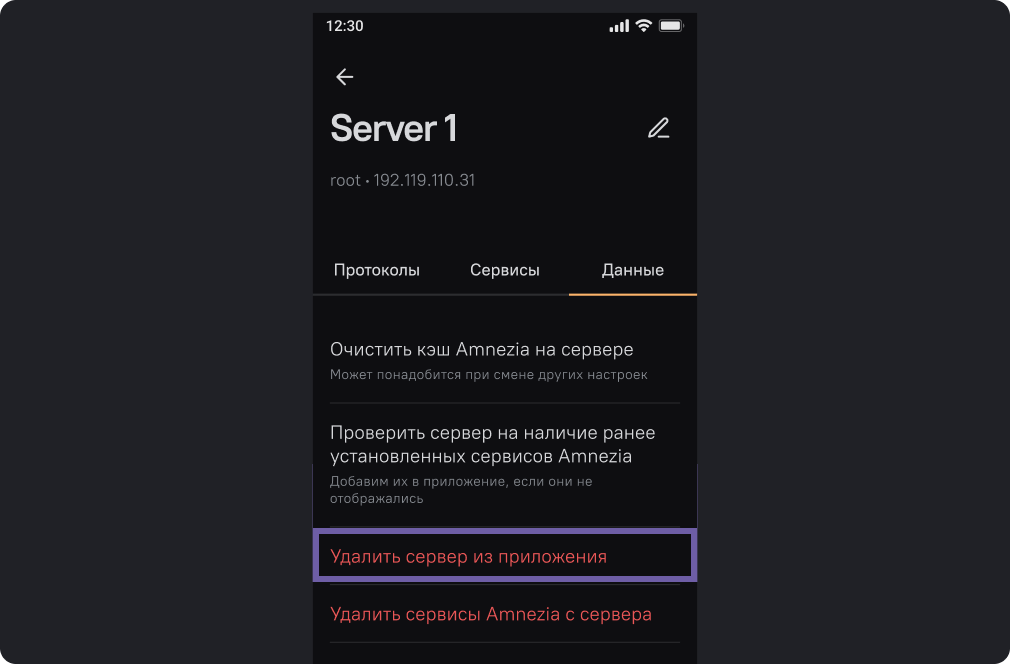 12:30
Server 1
root • 192.119.110.31
Протоколы Сервисы Данные
Очистить кэш Amnezia на сервере
Может понадобится при смене других настроек
Проверить сервер на наличие ранее
установленных сервисов Amnezia
Добавим их в приложение, если они не
отображались
Удалить сервер из приложения
Удалить сервисы Amnezia с сервера